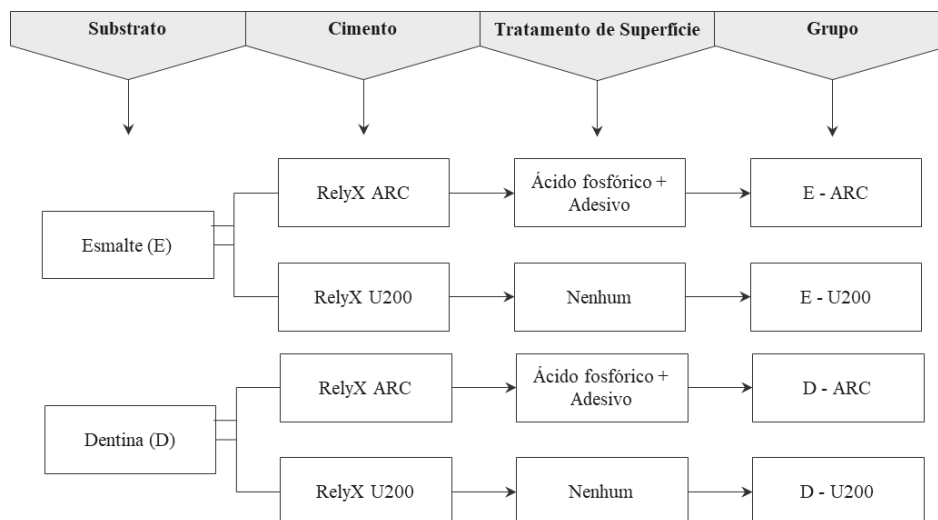 Substrato
Cimento
Tratamento de Superfície
Grupo
Esmalte (E)
RelyX ARC
Ácido fosfórico +
Adesivo
E - ARC
RelyX U200
Nenhum
E - U200
Dentina (D)
RelyX ARC
Ácido fosfórico +
Adesivo
D - ARC
RelyX U200
Nenhum
D - U200